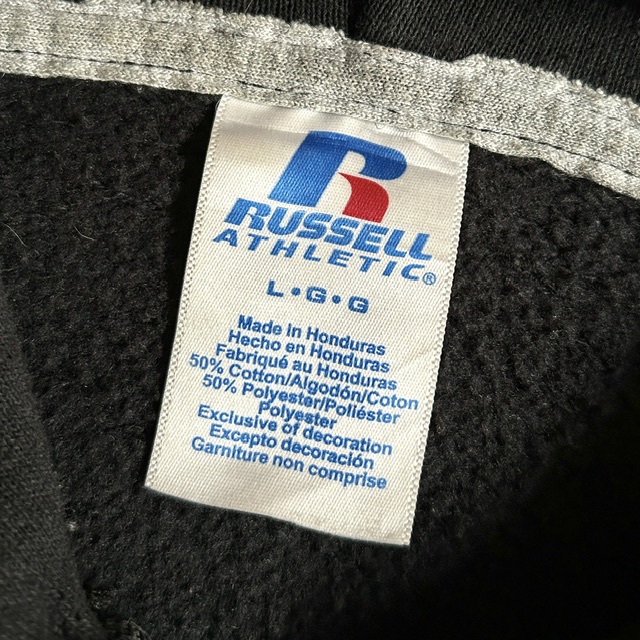 RUSSELL
ATHLETIC®
L•G•G
Made in Honduras
Hecho en Honduras
Fabriqué au Honduras
50% Cotton/Algodón/Coton
50% Polyester/Poliéster
Polyester
Exclusive of decoration
Excepto decoración
Garniture non comprise